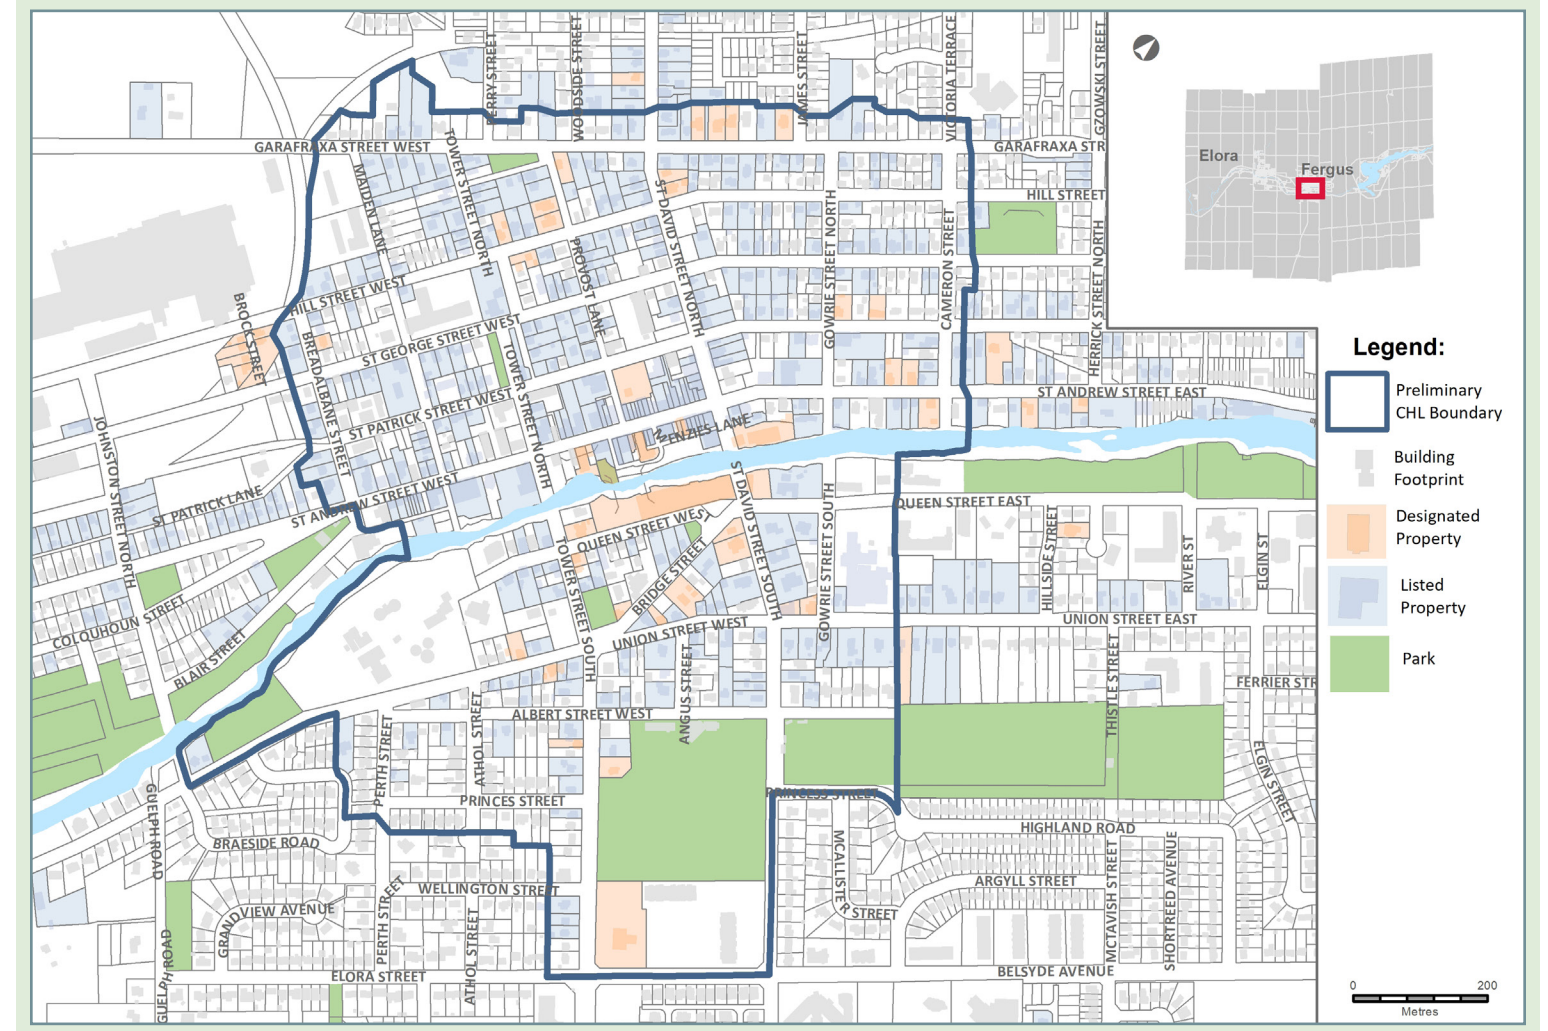 PERRY STREET
WOODSIDE STREET
JAMES STREET
VICTORIA TERRACE
GZOWSKI STREET
GARAFRAXA STREET WEST
GARAFRAXA STR
TOWER STREET NORTH
MAIDEN LANE
ST DAVID STREET NORTH
HILL STREET
Elora
Fergus
GOWRIE STREET NORTH
CAMERON STREET
HERRICK STREET NORTH
PROVOST LANE
HILL STREET WEST
BROCK STREET
BREADALBANE STREET
ST GEORGE STREET WEST
TOWER STREET NORTH
ST PATRICK STREET WEST
ST ANDREW STREET EAST
MENZIES LANE
JOHNSTON STREET NORTH
ST PATRICK LANE
ST ANDREW STREET WEST
ST DAVID STREET SOUTH
QUEEN STREET EAST
QUEEN STREET WEST
GOWRIE STREET SOUTH
HILLSIDE STREET
RIVER ST
ELGIN ST
BRIDGE STREET
TOWER STREET SOUTH
COLQUHOUN STREET
BLAIR STREET
UNION STREET WEST
UNION STREET EAST
ANGUS STREET
THISTLE STREET
FERRIER STR
ALBERT STREET WEST
ATHOL STREET
PERTH STREET
ELGIN STREET
PRINCES STREET
PRINCESS STREET
GUELPH ROAD
BRAESIDE ROAD
HIGHLAND ROAD
MCALLISTER STREET
ARGYLL STREET
MCTAVISH STREET
SHORTREED AVENUE
WELLINGTON STREET
GRANDVIEW AVENUE
PERTH STREET
ATHOL STREET
GUELPH ROAD
ELORA STREET
BELSYDE AVENUE
Legend:
Preliminary
CHL Boundary
Building
Footprint
Designated
Property
Listed
Property
Park
0 200
Metres